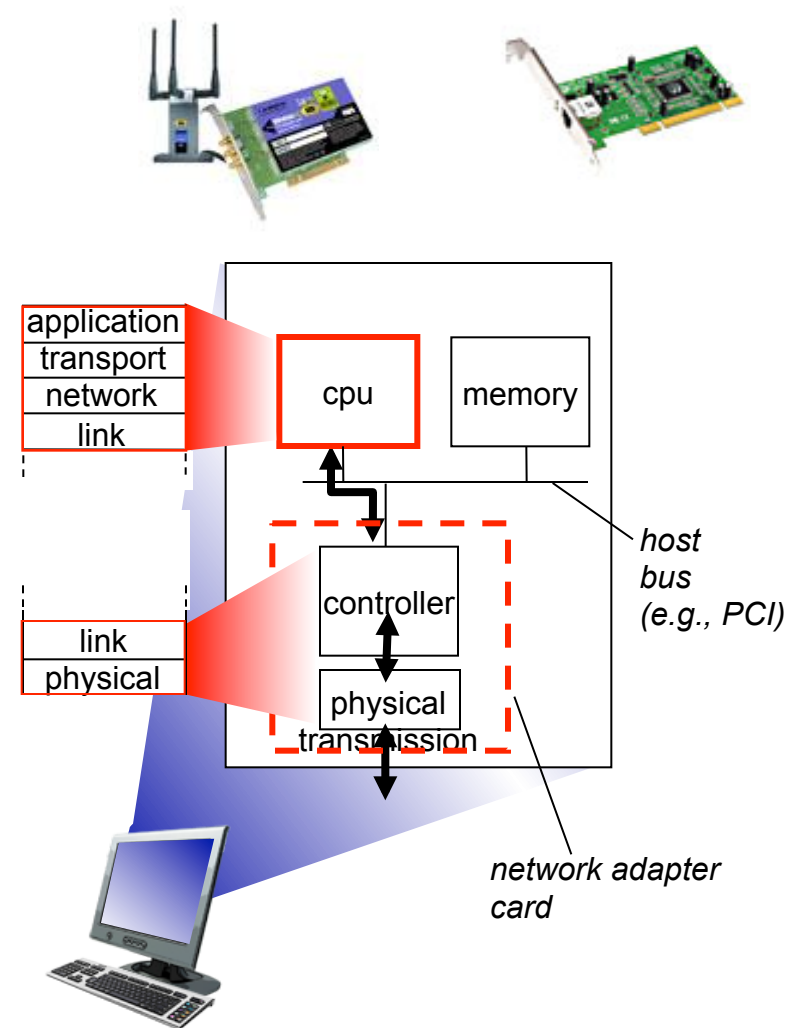 application
transport
network
link
cpu
memory
host
bus
(e.g., PCI)
controller
link
physical
physical
transmission
network adapter
card